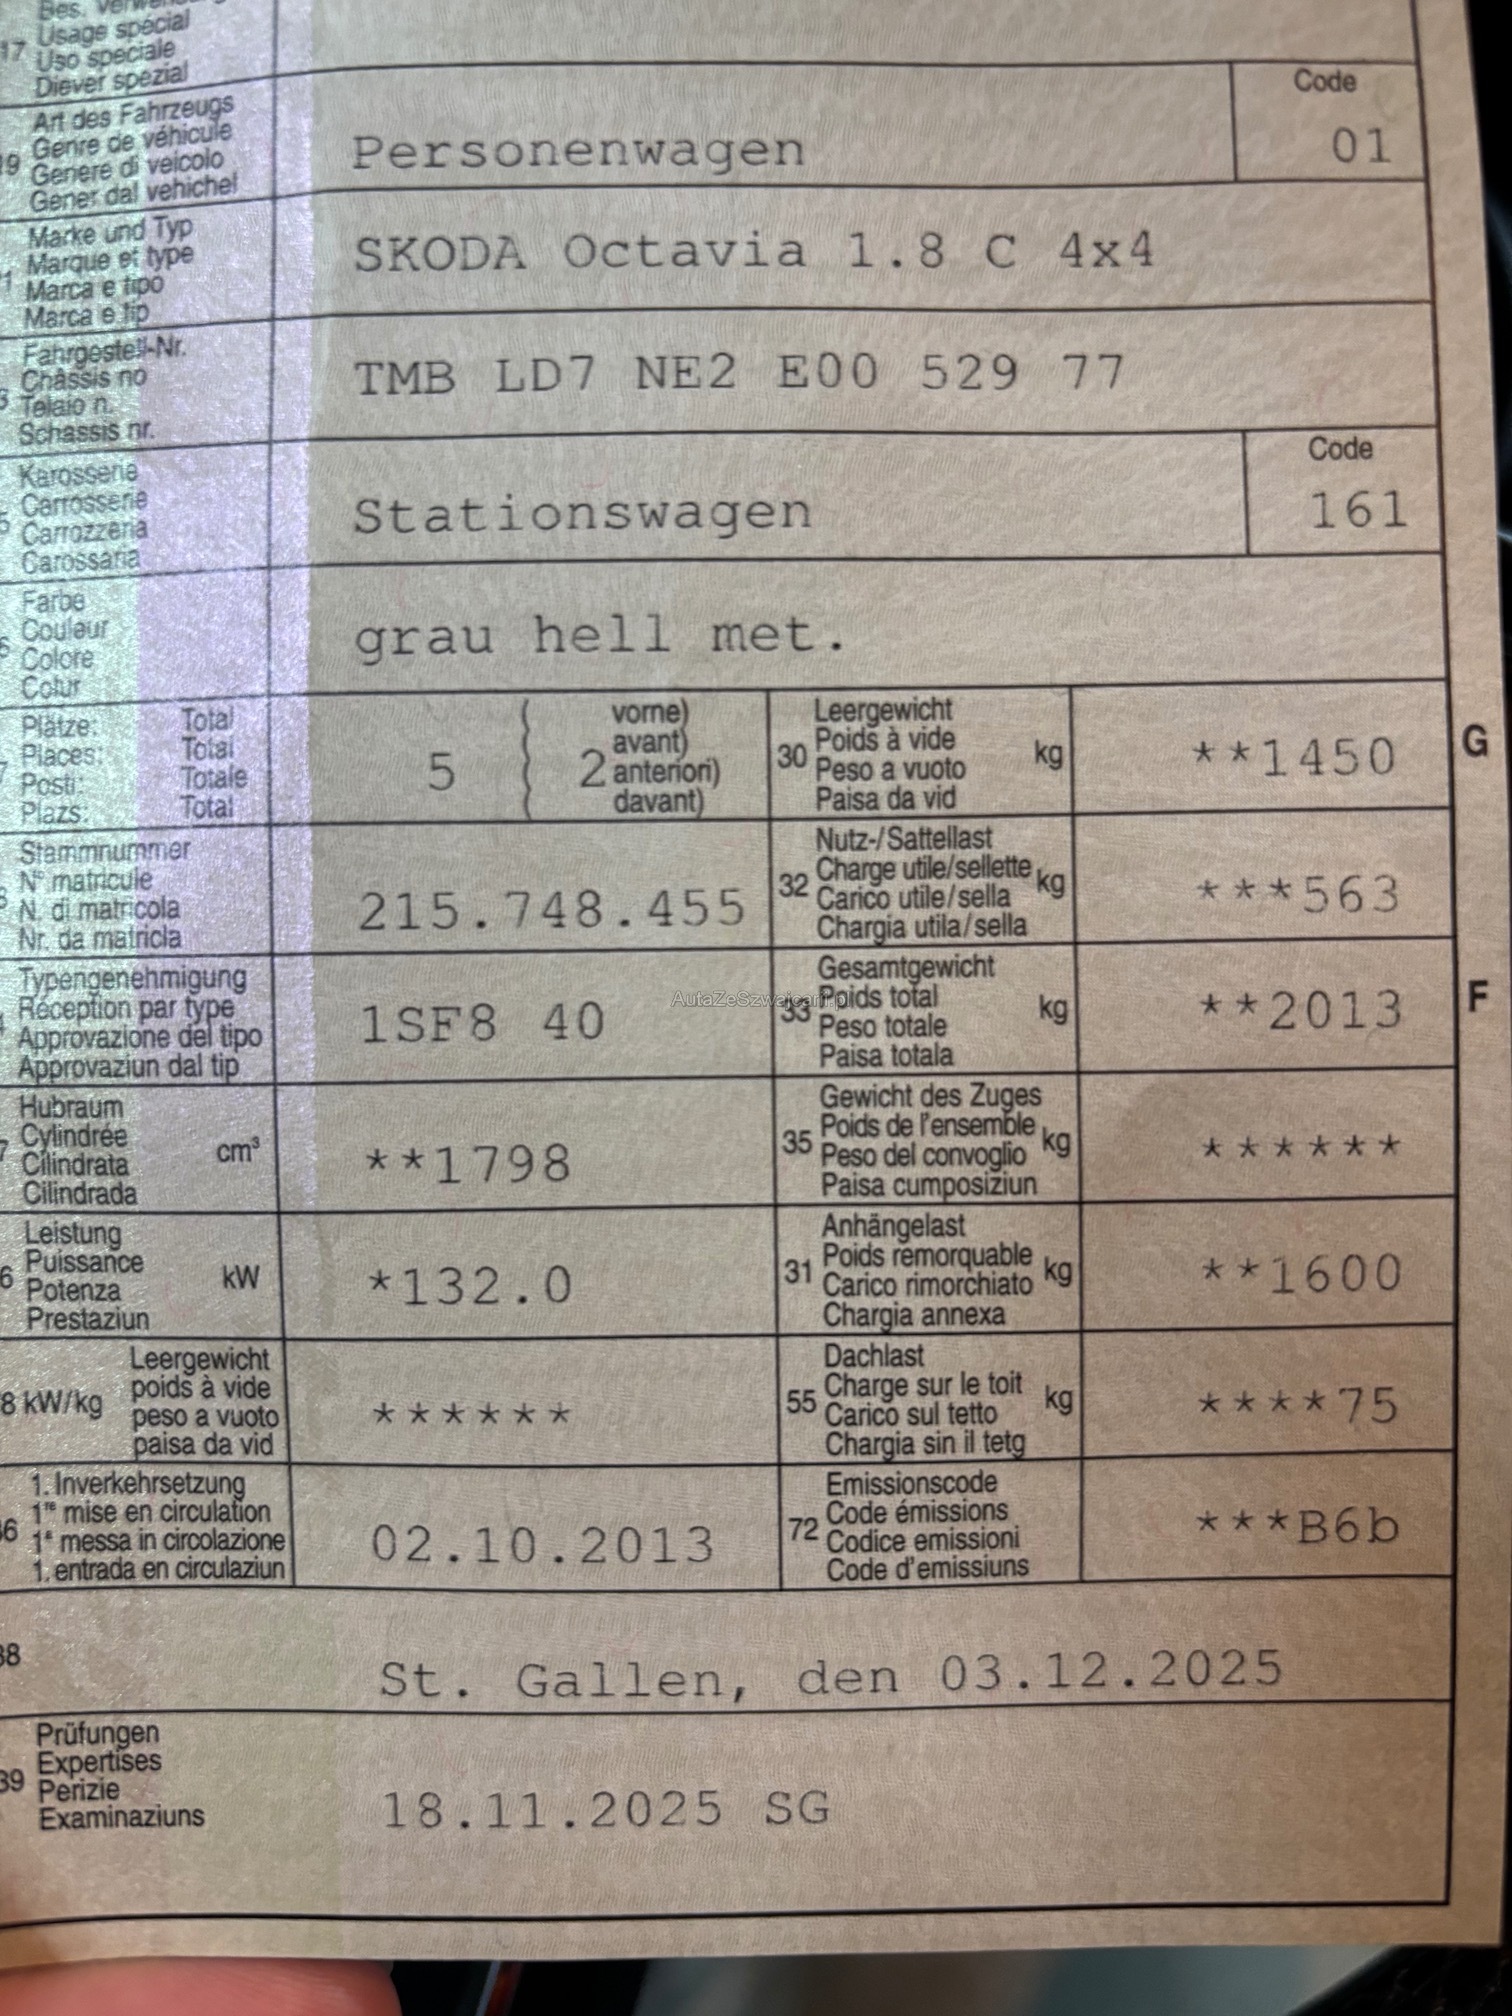 Usage spécial
17 Uso speciale
Diever spezial
Art des Fahrzeugs
Genre de véhicule
Genere di veicolo
Gener dal vehichel
Personenwagen
Code
01
Marke und Typ
Marque et type
Marca e tipo
Marca e tip
SKODA Octavia 1.8 C 4x4
Fahrgestell-Nr.
Châssis no
Telaio n.
Schassis nr.
TMB LD7 NE2 E00 529 77
Karosserie
Carrosserie
Carrozzeria
Carossaria
Stationswagen
Code
161
Farbe
Couleur
Colore
Colur
grau hell met.
Plätze: Total
Places: Total
Posti: Totale
Plazs: Total
5 { 2
vorne)
avant)
anteriori)
davant)
30 Leergewicht
Poids à vide
Peso a vuoto
Paisa da vid
kg
**1450
G
Stammnummer
N° matricule
N. di matricola
Nr. da matricla
215.748.455
32 Nutz-/Sattellast
Charge utile/sellette
Carico utile/sella
Chargia utila/sella
kg
***563
Typengenehmigung
Réception par type
Approvazione del tipo
Approvaziun dal tip
1SF8 40
AutaZeSzwajcarii.pl
33 Gesamtgewicht
Poids total
Peso totale
Paisa totala
kg
**2013
F
Hubraum
Cylindrée
Cilindrata
Cilindrada
cm³
**1798
35 Gewicht des Zuges
Poids de l'ensemble
Peso del convoglio
Paisa cumposiziun
kg
******
Leistung
Puissance
Potenza
Prestaziun
kW
*132.0
31 Anhängelast
Poids remorquable
Carico rimorchiato
Chargia annexa
kg
**1600
kW/kg
Leergewicht
poids à vide
peso a vuoto
paisa da vid
******
55 Dachlast
Charge sur le toit
Carico sul tetto
Chargia sin il tetg
kg
****75
1. Inverkehrsetzung
1re mise en circulation
1a messa in circolazione
1. entrada en circulaziun
02.10.2013
72 Emissionscode
Code émissions
Codice emissioni
Code d'emissiuns
***B6b
38
St. Gallen, den 03.12.2025
39 Prüfungen
Expertises
Perizie
Examinaziuns
18.11.2025 SG